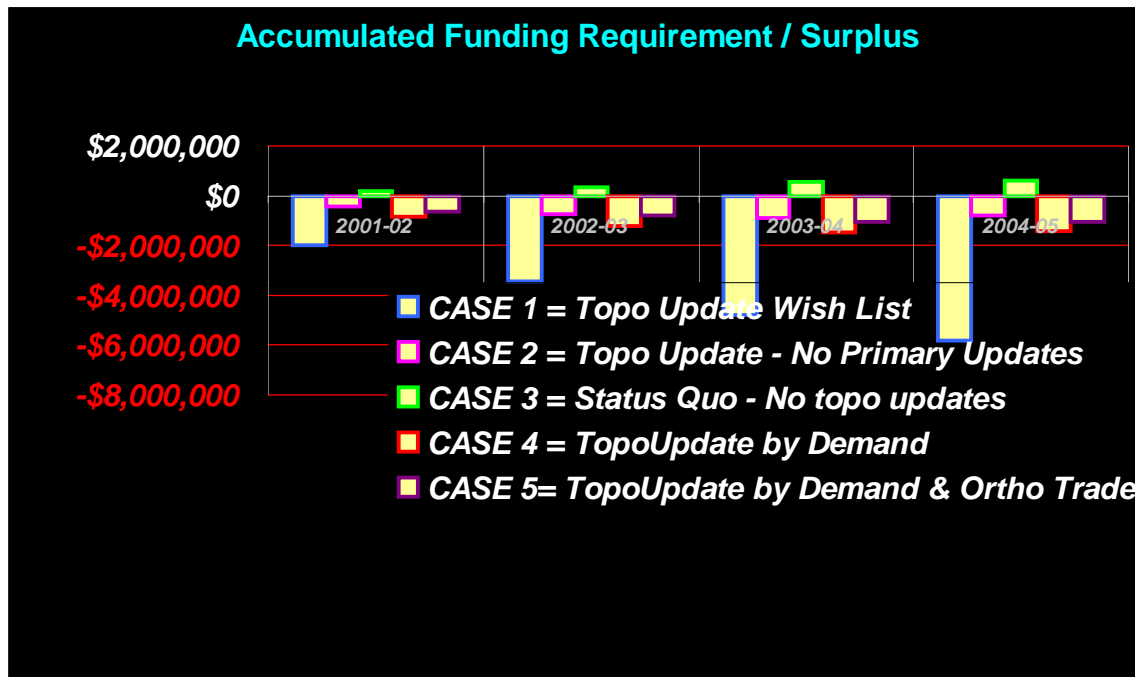 Accumulated Funding Requirement / Surplus
$2,000,000
$0
2001-02 2002-03 2003-04 2004-05
-$2,000,000
-$4,000,000
CASE 1 = Topo Update Wish List
-$6,000,000
CASE 2 = Topo Update - No Primary Updates
-$8,000,000
CASE 3 = Status Quo - No topo updates
CASE 4 = TopoUpdate by Demand
CASE 5= TopoUpdate by Demand & Ortho Trade